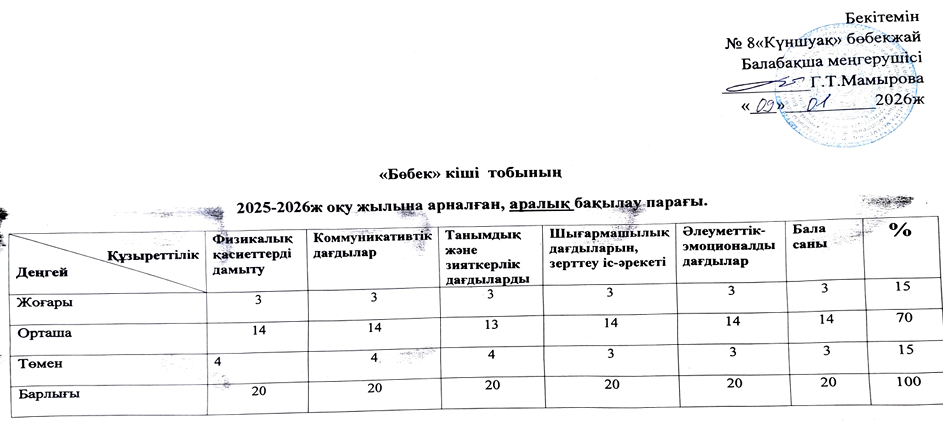 Бекітемін
№ 8«Күншуақ» бөбекжай
Балабақша меңгерушісі
____________Г.Т.Мамырова
«_09_»___01________2026ж
«Бөбек» кіші тобының
2025-2026ж оқу жылына арналған, аралық бақылау парағы.
Құзыреттілік
Деңгей
Физикалық қасиеттерді дамыту
Коммуникативтік дағдылар
Танымдық және зияткерлік дағдыларды
Шығармашылық дағдыларын, зерттеу іс-әрекеті
Әлеуметтік-эмоционалды дағдылар
Бала саны
%
Жоғары 3 3 3 3 3 3 15
Орташа 14 14 13 14 14 14 70
Төмен 4 4 4 3 3 3 15
Барлығы 20 20 20 20 20 20 100